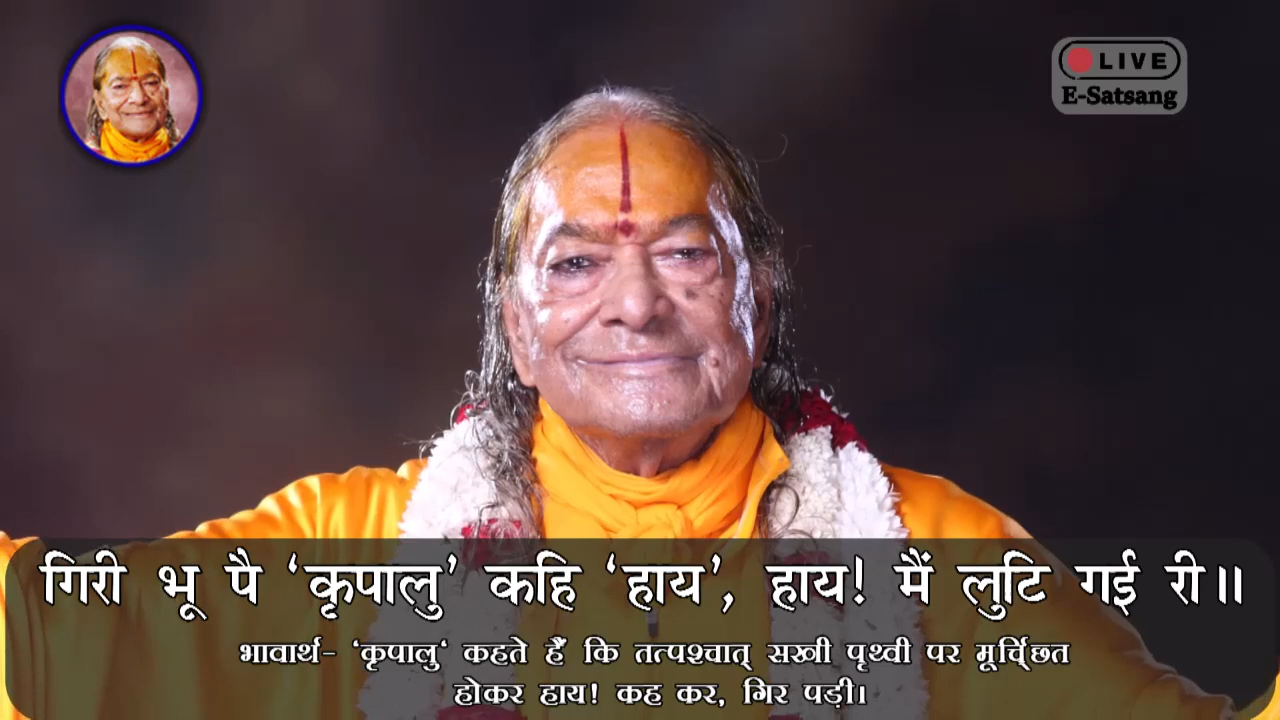 LIVE
E-Satsang
गिरी भू पै ‘कृपालु’ कहि ‘हाय’, हाय! मैं लुटि गई री॥
भावार्थ- ‘कृपालु‘ कहते हैं कि तत्पश्चात् सखी पृथ्वी पर मूर्च्छित
होकर हाय! कह कर, गिर पड़ी।